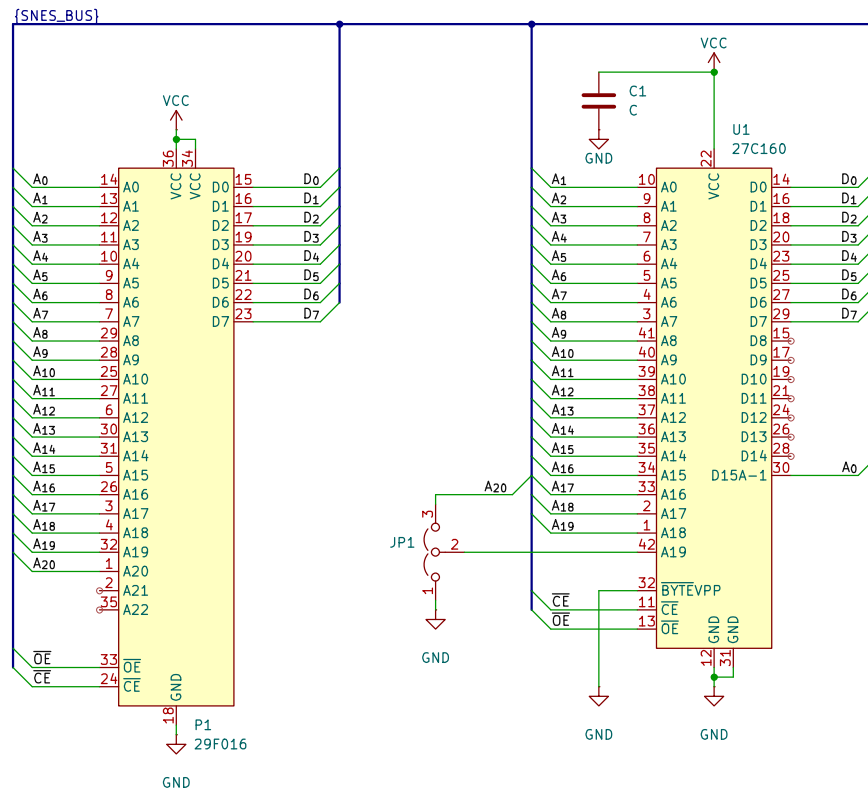 {SNES_BUS}
VCC
36
34
VCC
VCC
A0 14 A0
A1 13 A1
A2 12 A2
A3 11 A3
A4 10 A4
A5 9 A5
A6 8 A6
A7 7 A7
A8 29 A8
A9 28 A9
A10 25 A10
A11 27 A11
A12 6 A12
A13 30 A13
A14 31 A14
A15 5 A15
A16 26 A16
A17 3 A17
A18 4 A18
A19 32 A19
A20 1 A20
2 A21
35 A22
OE 33 OE
CE 24 CE
D0 15 D0
D1 16 D1
D2 17 D2
D3 19 D3
D4 20 D4
D5 21 D5
D6 22 D6
D7 23 D7
GND
18
P1
29F016
GND
A20
JP1
3
2
1
GND
C1
C
GND
VCC
U1
27C160
22
VCC
A1 10 A0
A2 9 A1
A3 8 A2
A4 7 A3
A5 6 A4
A6 5 A5
A7 4 A6
A8 3 A7
A9 41 A8
A10 40 A9
A11 39 A10
A12 38 A11
A13 37 A12
A14 36 A13
A15 35 A14
A16 34 A15
A17 33 A16
A18 2 A17
A19 1 A18
42 A19
32 BYTEVPP
CE 11 CE
OE 13 OE
D0 14 D0
D1 16 D1
D2 18 D2
D3 20 D3
D4 23 D4
D5 25 D5
D6 27 D6
D7 29 D7
D8 15
D9 17
D10 19
D11 21
D12 24
D13 26
D14 28
D15A-1 30 A0
GND
GND
12
31
GND
GND